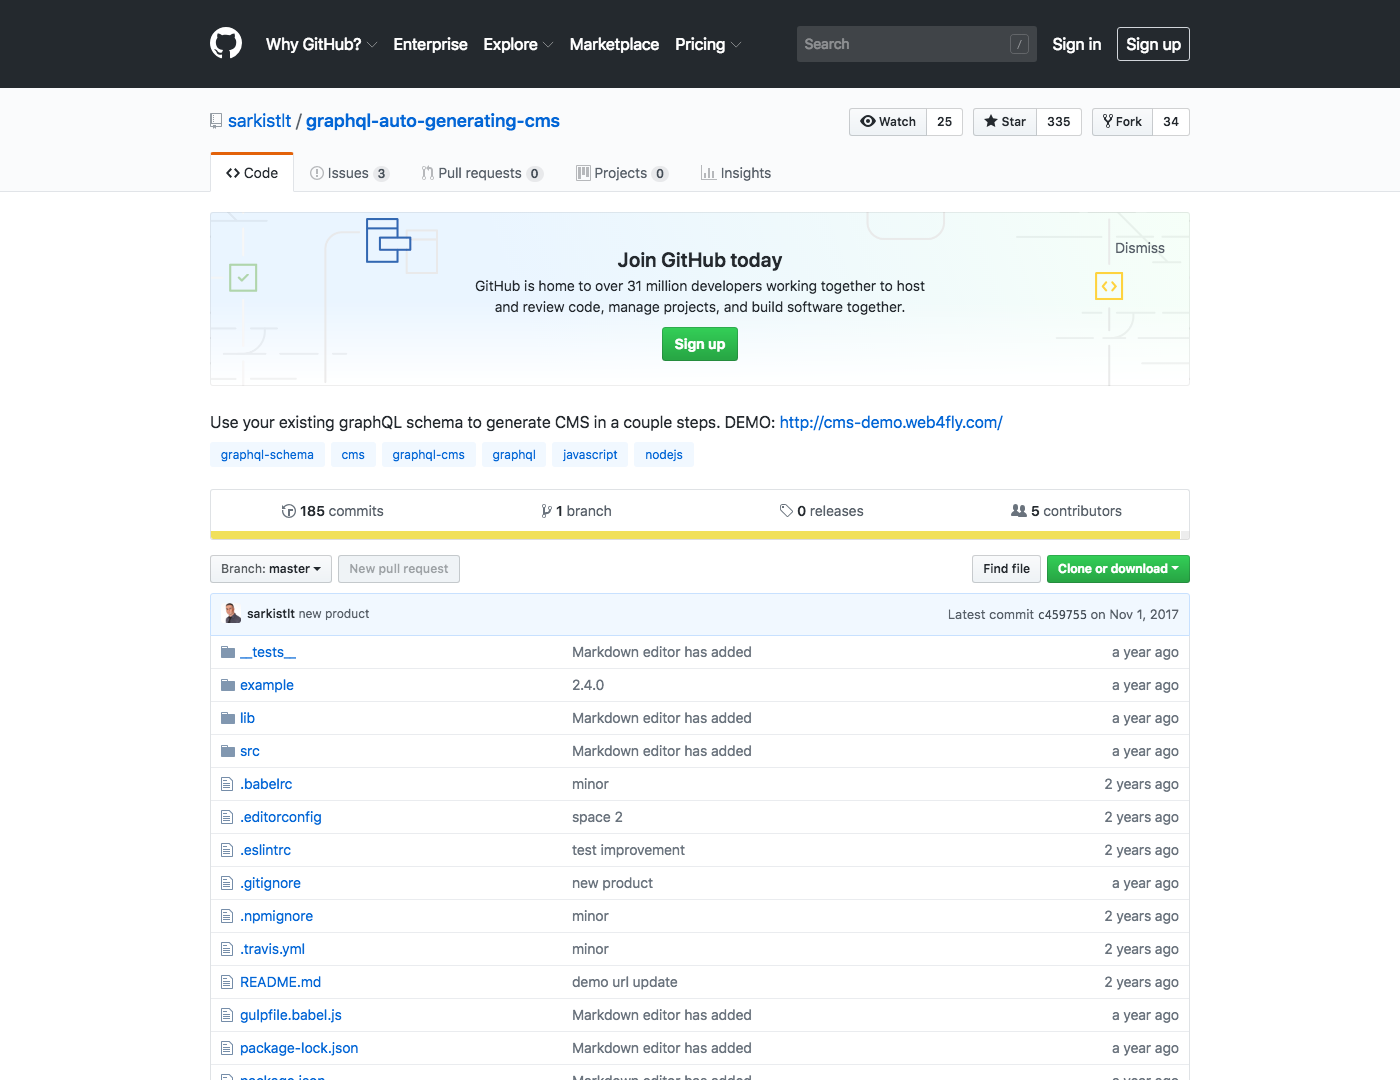 Why GitHub? Enterprise Explore Marketplace Pricing Search / Sign in Sign up
sarkistlt / graphql-auto-generating-cms Watch 25 Star 335 Fork 34
Code Issues 3 Pull requests 0 Projects 0 Insights
Dismiss
Join GitHub today
GitHub is home to over 31 million developers working together to host
and review code, manage projects, and build software together.
Sign up
Use your existing graphQL schema to generate CMS in a couple steps. DEMO: http://cms-demo.web4fly.com/
graphql-schema cms graphql-cms graphql javascript nodejs
185 commits 1 branch 0 releases 5 contributors
Branch: master New pull request Find file Clone or download
sarkistlt new product Latest commit c459755 on Nov 1, 2017
__tests__ Markdown editor has added a year ago
example 2.4.0 a year ago
lib Markdown editor has added a year ago
src Markdown editor has added a year ago
.babelrc minor 2 years ago
.editorconfig space 2 2 years ago
.eslintrc test improvement 2 years ago
.gitignore new product a year ago
.npmignore minor 2 years ago
.travis.yml minor 2 years ago
README.md demo url update 2 years ago
gulpfile.babel.js Markdown editor has added a year ago
package-lock.json Markdown editor has added a year ago
package.json Markdown editor has added a year ago